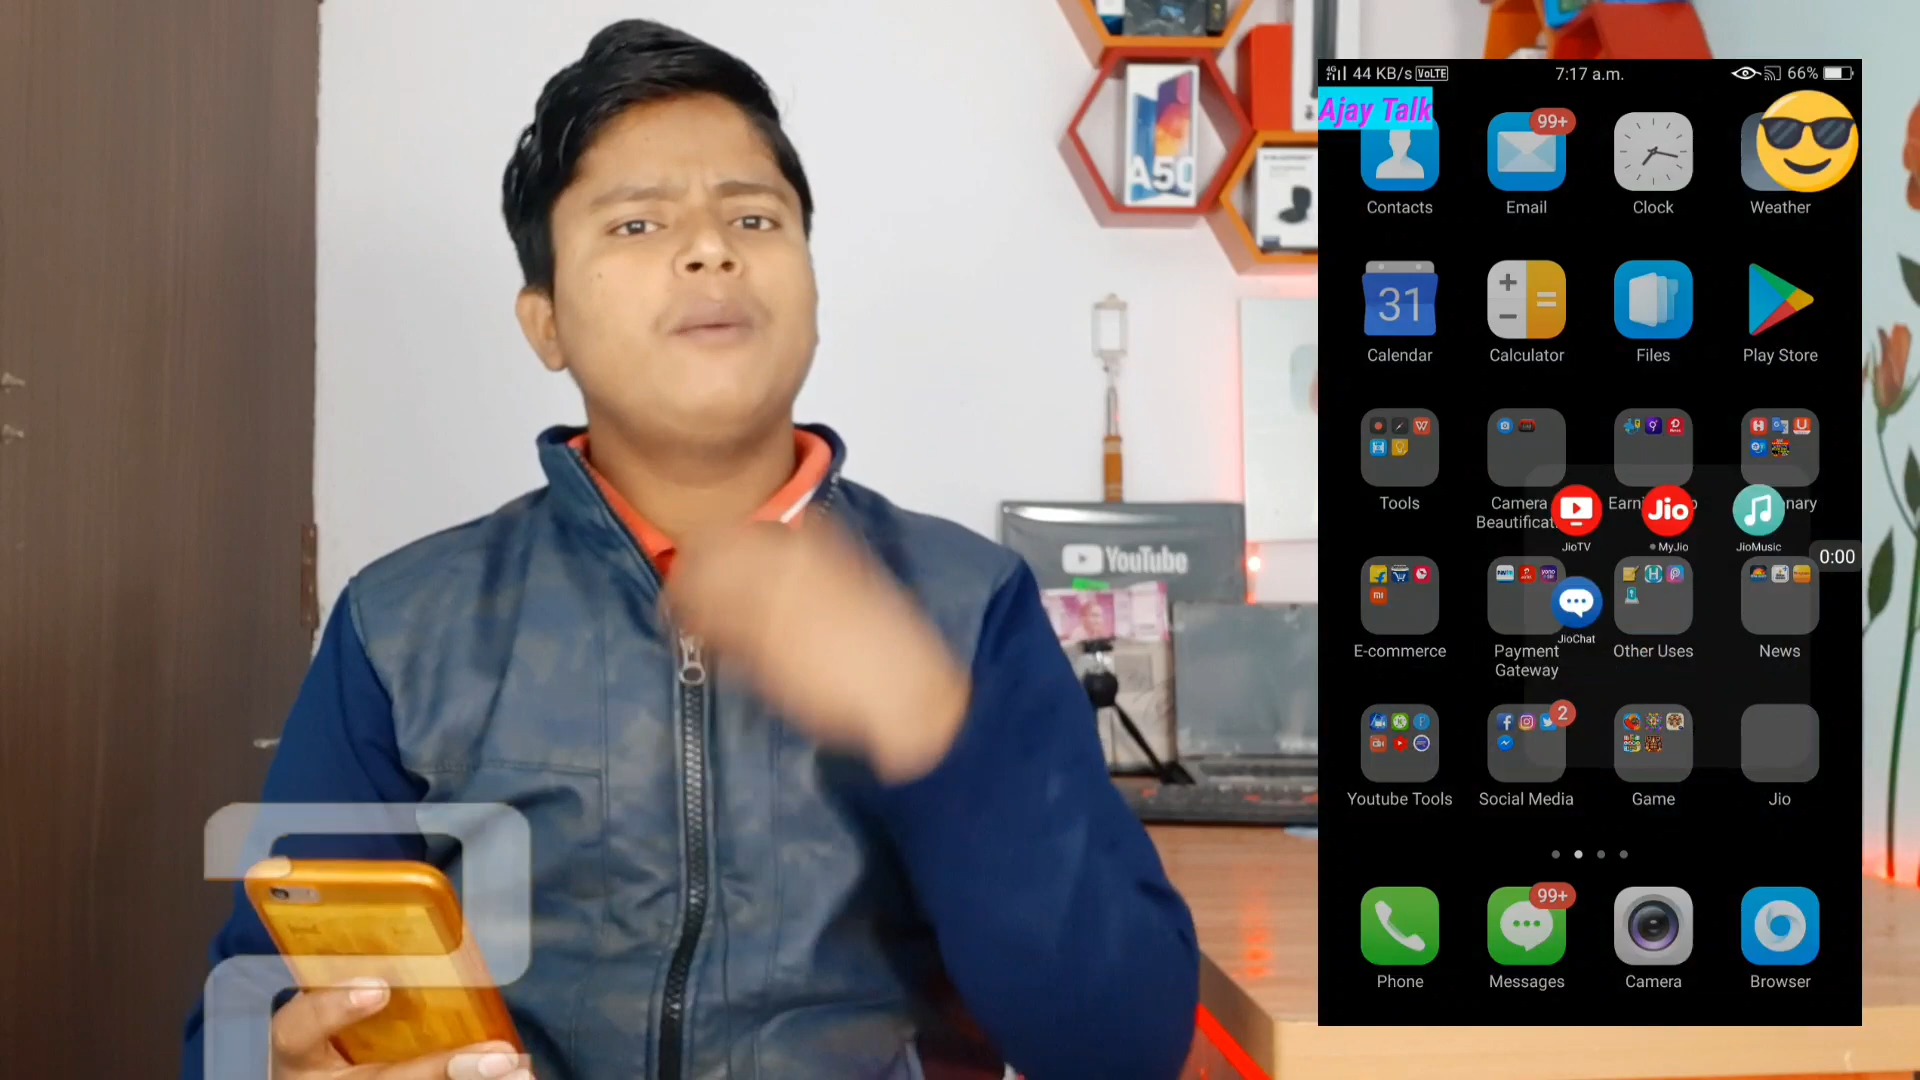 4G 44 KB/s VoLTE 7:17 a.m. 66%
Ajay Talk
99+
Contacts Email Clock Weather
31
Calendar Calculator Files Play Store
Tools Camera
Beautificat
nary
JioTV Jio MyJio JioMusic
0:00
JioChat
E-commerce Payment
Gateway Other Uses News
2
Youtube Tools Social Media Game Jio
99+
Phone Messages Camera Browser
A50
YouTube